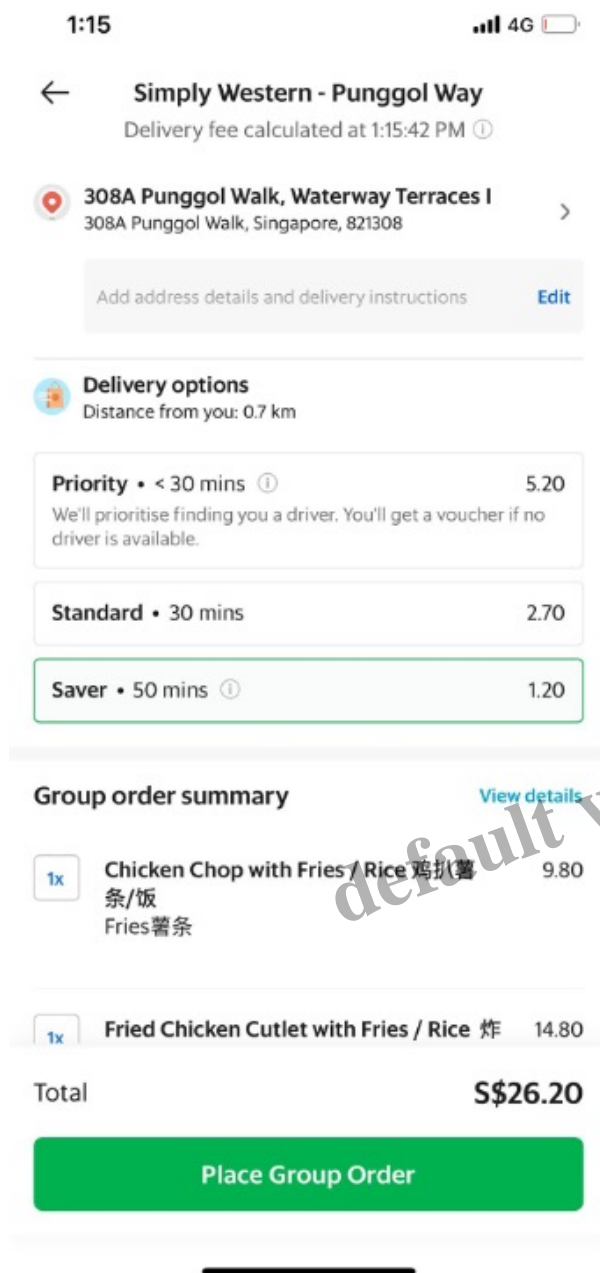 1:15
4G
Simply Western - Punggol Way
Delivery fee calculated at 1:15:42 PM
308A Punggol Walk, Waterway Terraces I
308A Punggol Walk, Singapore, 821308
Add address details and delivery instructions Edit
Delivery options
Distance from you: 0.7 km
Priority • < 30 mins 5.20
We'll prioritise finding you a driver. You'll get a voucher if no
driver is available.
Standard • 30 mins 2.70
Saver • 50 mins 1.20
Group order summary View details
1x Chicken Chop with Fries / Rice 鸡扒薯 9.80
条/饭
Fries薯条
default
1x Fried Chicken Cutlet with Fries / Rice 炸 14.80
Total S$26.20
Place Group Order